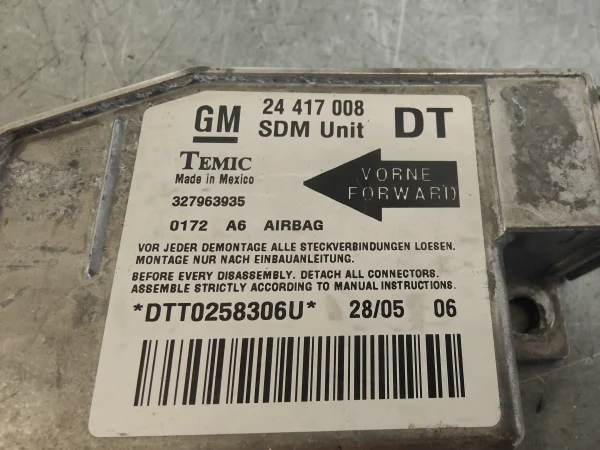 GM 24 417 008 DT
SDM Unit
TEMIC
Made in Mexico
VORNE
FORWARD
327963935
0172 A6 AIRBAG
VOR JEDER DEMONTAGE ALLE STECKVERBINDUNGEN LOESEN.
MONTAGE NUR NACH EINBAUANLEITUNG.
BEFORE EVERY DISASSEMBLY. DETACH ALL CONNECTORS.
ASSEMBLE STRICTLY ACCORDING TO MANUAL INSTRUCTIONS.
*DTT0258306U* 28/05 06